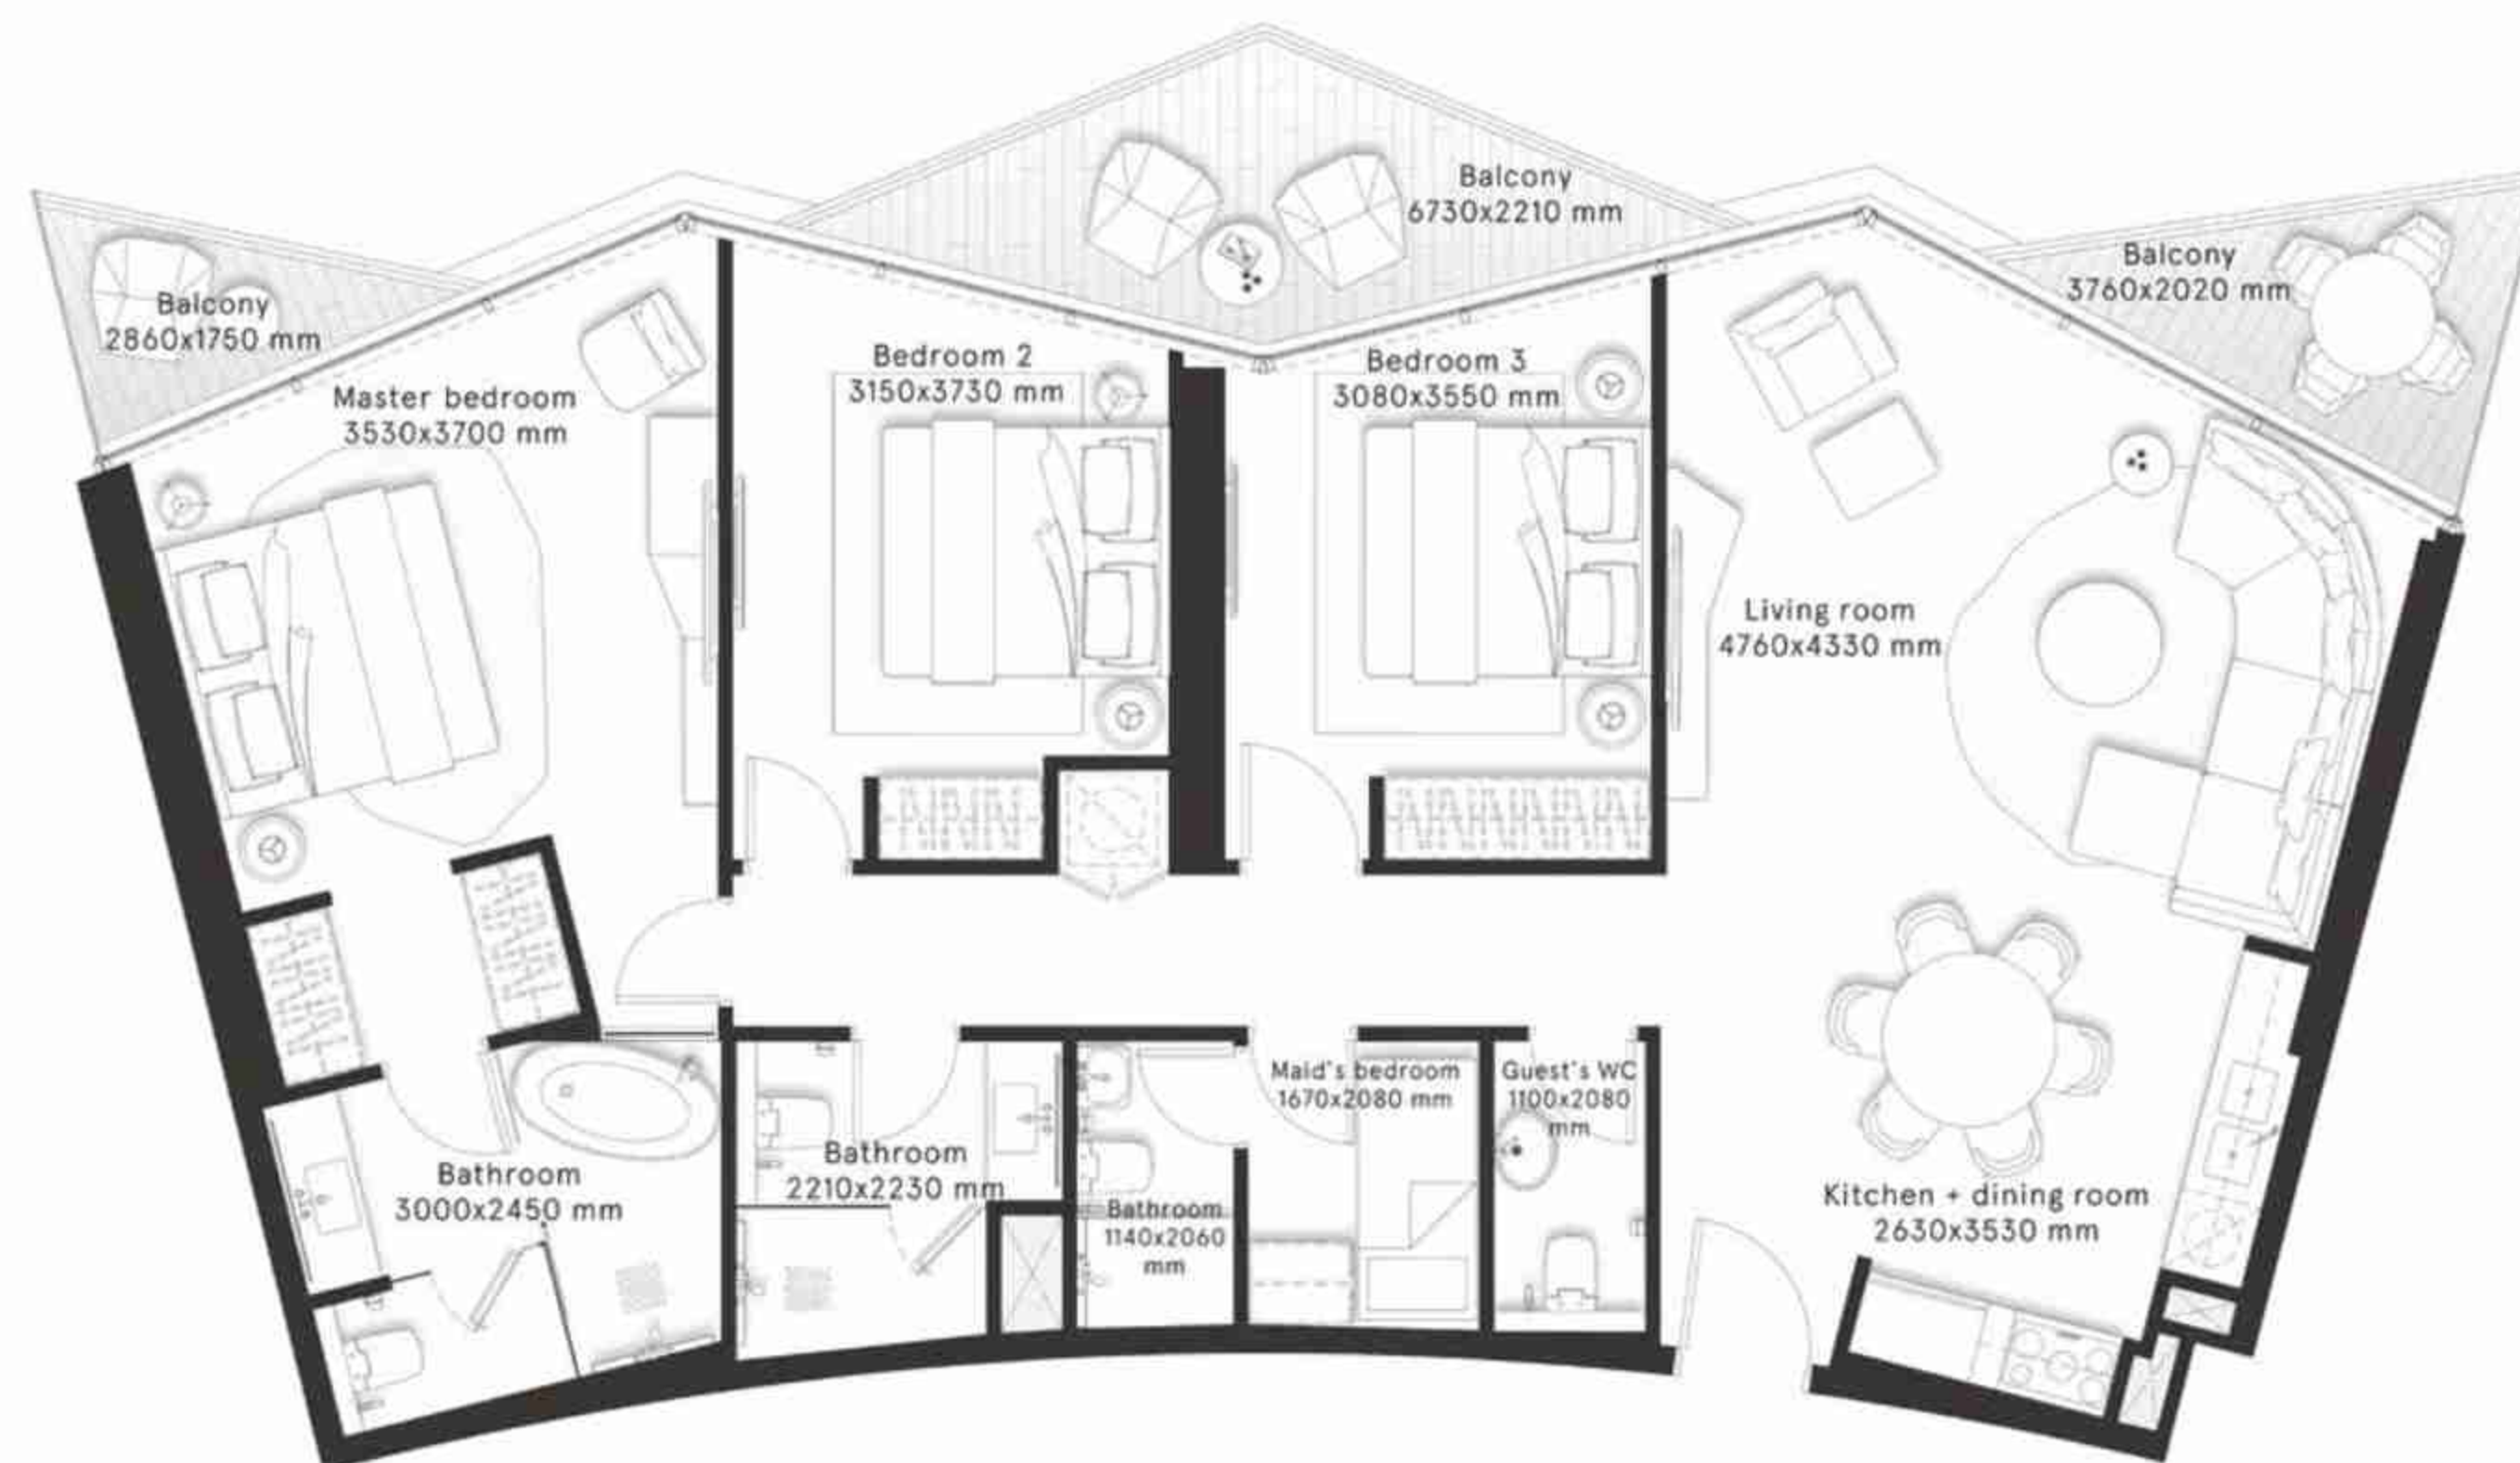 Balcony
6730x2210 mm
Balcony
3760x2020 mm
Balcony
2860x1750 mm
Bedroom 2
3150x3730 mm
Bedroom 3
3080x3550 mm
Master bedroom
3530x3700 mm
Living room
4760x4330 mm
Maid's bedroom
1670x2080 mm
Guest's WC
1100x2080
mm
Bathroom
2210x2230 mm
Bathroom
3000x2450 mm
Bathroom
1140x2060
mm
Kitchen + dining room
2630x3530 mm